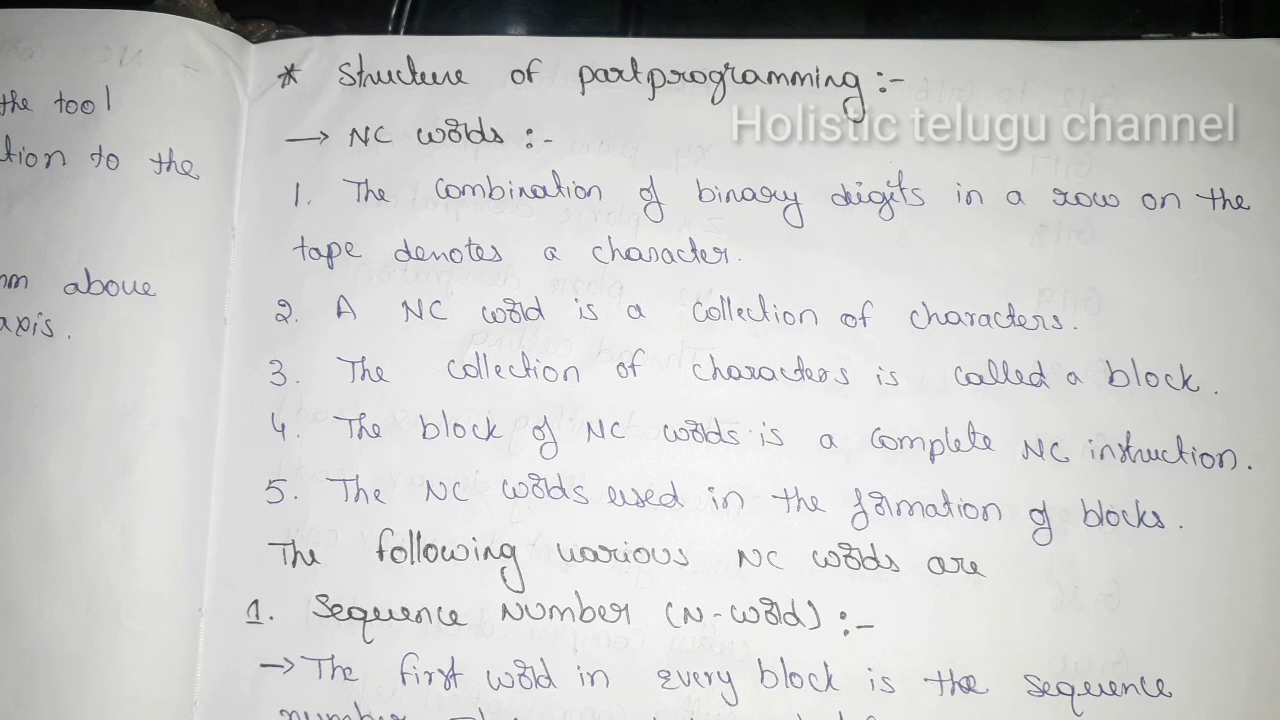 the tool
tion to the
above
axis.
* Structure of partprogramming :-
Holistic telugu channel
→ NC words :-
1. The combination of binary digits in a row on the
tape denotes a character.
2. A NC word is a collection of characters.
3. The collection of characters is called a block.
4. The block of NC words is a complete NC instruction.
5. The NC words used in the formation of blocks.
The following various NC words are
1. Sequence Number (N-word) :-
→ The first word in every block is the sequence
number